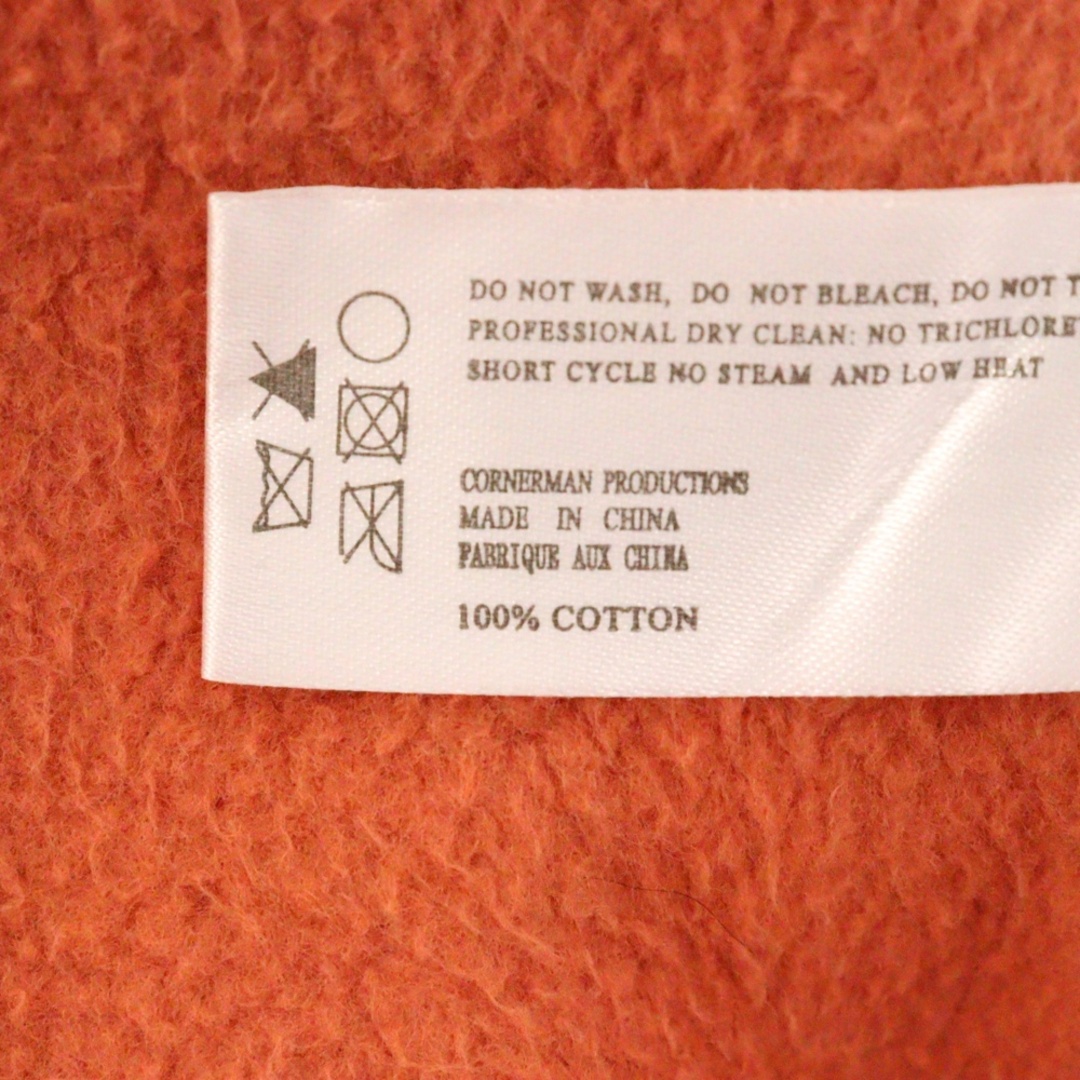 DO NOT WASH, DO NOT BLEACH, DO NOT
PROFESSIONAL DRY CLEAN: NO
SHORT CYCLE NO STEAM AND LOW HEAT
CORNERMAN PRODUCTIONS
MADE IN CHINA
FABRIQUE AUX CHINA
100% COTTON